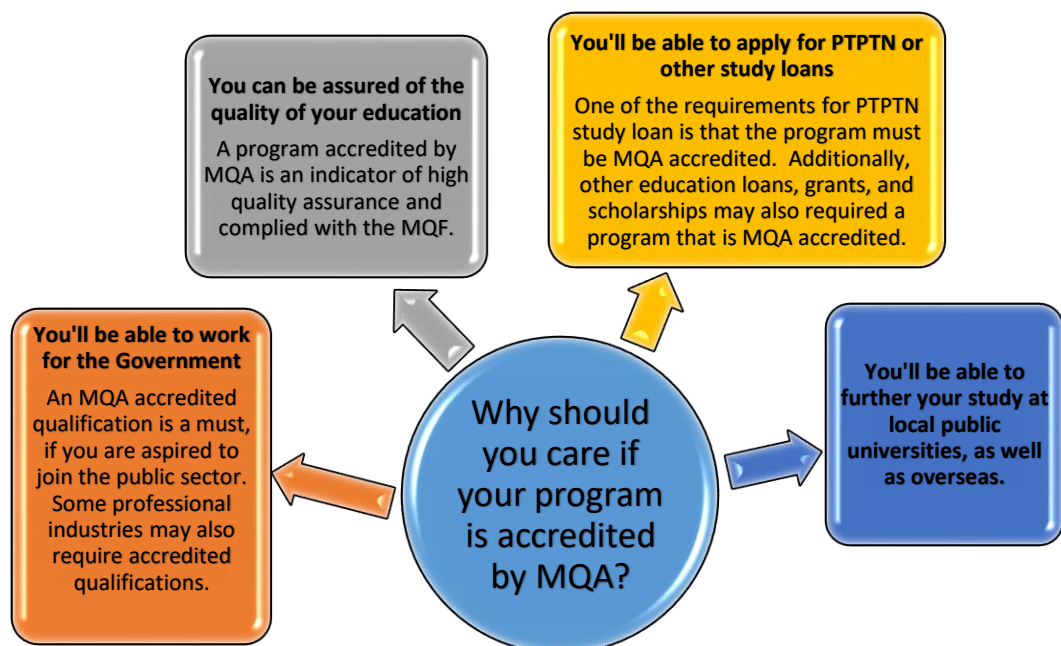 You'll be able to work
for the Government
An MQA accredited
qualification is a must,
if you are aspired to
join the public sector.
Some professional
industries may also
require accredited
qualifications.
You can be assured of the
quality of your education
A program accredited by
MQA is an indicator of high
quality assurance and
complied with the MQF.
You'll be able to apply for PTPTN or
other study loans
One of the requirements for PTPTN
study loan is that the program must
be MQA accredited. Additionally,
other education loans, grants, and
scholarships may also required a
program that is MQA accredited.
You'll be able to
further your study at
local public
universities, as well
as overseas.
Why should
you care if
your program
is accredited
by MQA?